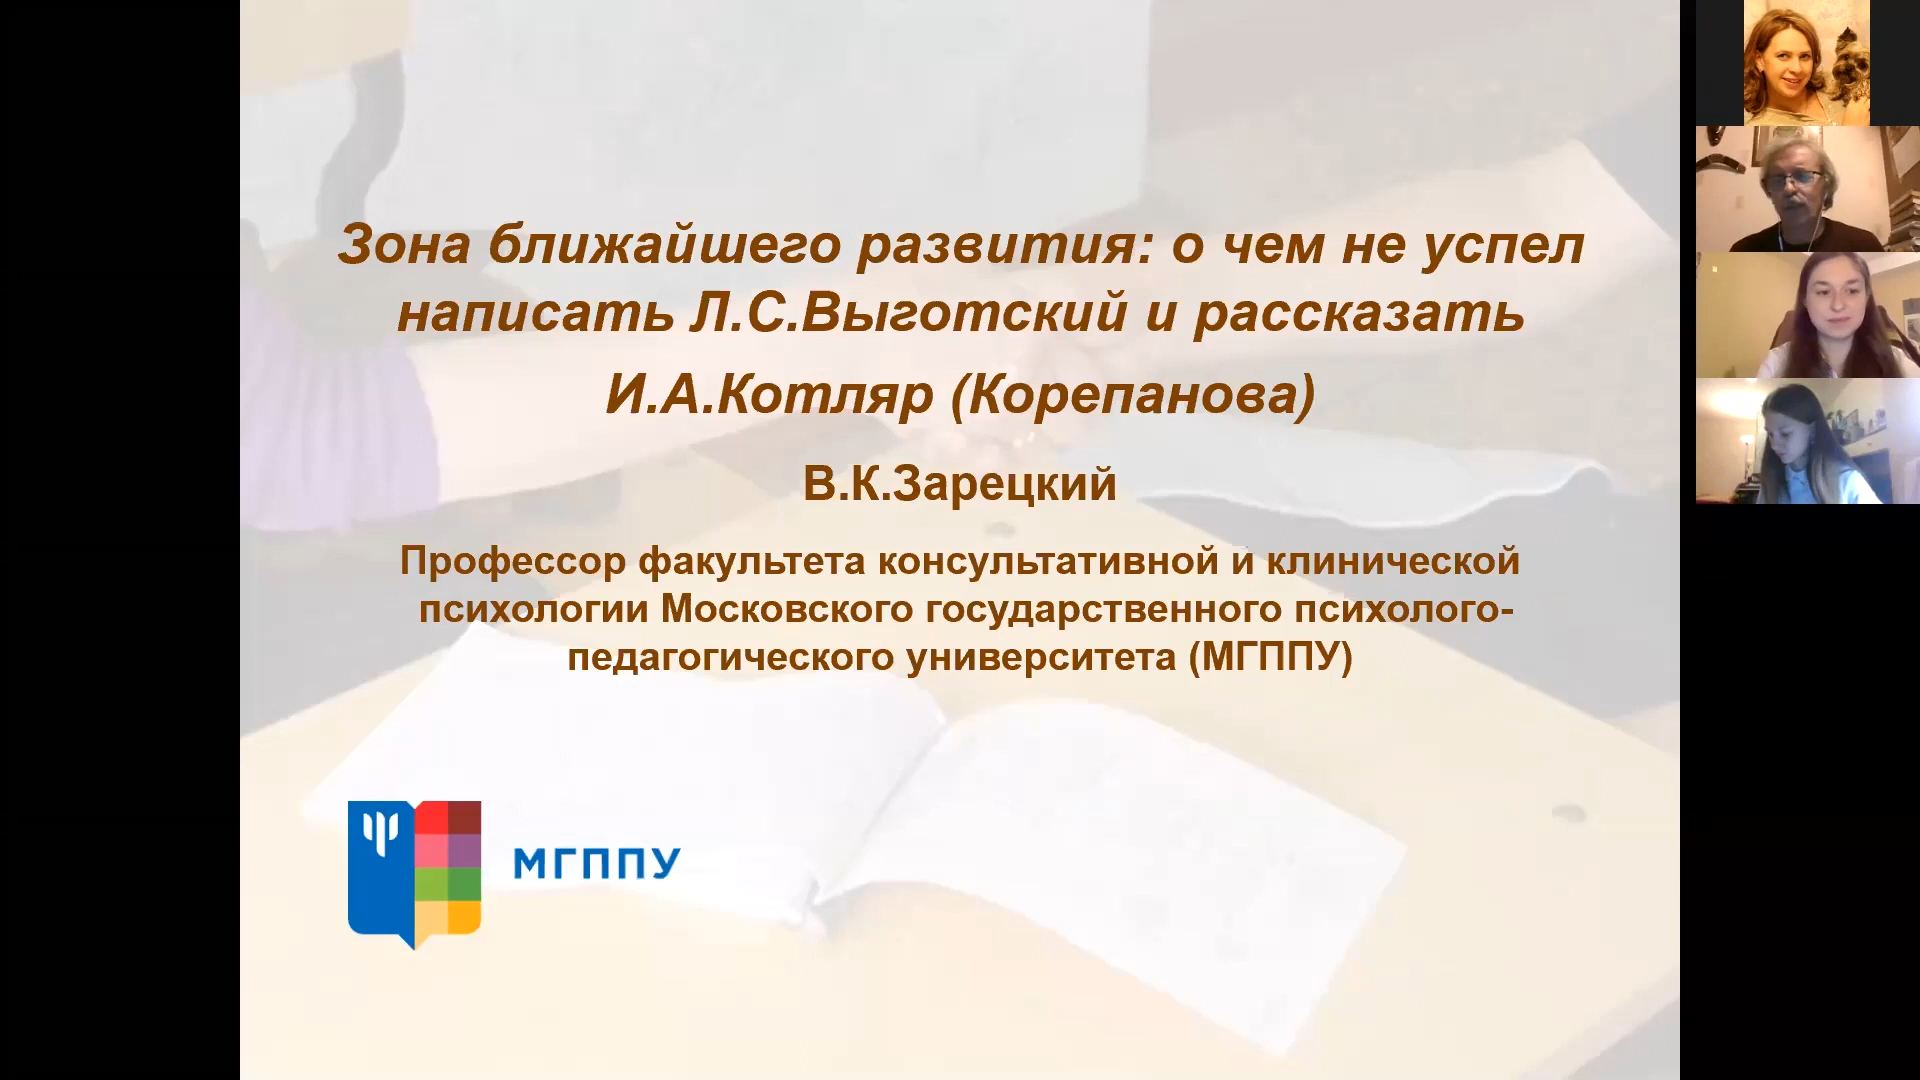 Зона ближайшего развития: о чем не успел
написать Л.С.Выготский и рассказать
И.А.Котляр (Корепанова)
В.К.Зарецкий
Профессор факультета консультативной и клинической
психологии Московского государственного психолого-
педагогического университета (МГППУ)
МГППУ